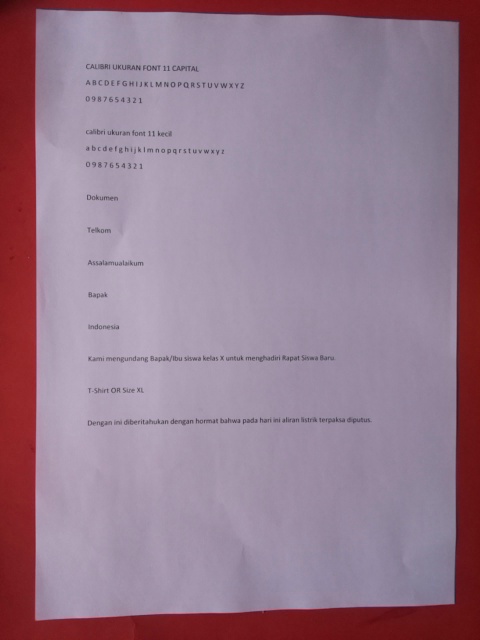 CALIBRI UKURAN FONT 11 CAPITAL
A B C D E F G H I J K L M N O P Q R S T U V W X Y Z
0 9 8 7 6 5 4 3 2 1
calibri ukuran font 11 kecil
a b c d e f g h i j k l m n o p q r s t u v w x y z
0 9 8 7 6 5 4 3 2 1
Dokumen
Telkom
Assalamualaikum
Bapak
Indonesia
Kami mengundang Bapak/Ibu siswa kelas X untuk menghadiri Rapat Siswa Baru.
T-Shirt OR Size XL
Dengan ini diberitahukan dengan hormat bahwa pada hari ini aliran listrik terpaksa diputus.